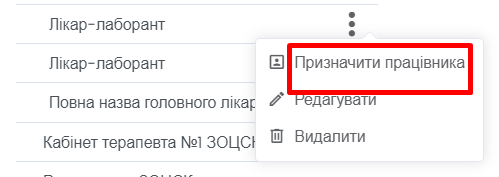 Лікар-лаборант
Лікар-лаборант
Призначити працівника
Повна назва головного лікар
Редагувати
Кабінет терапевта №1 ЗОЦСН
Видалити